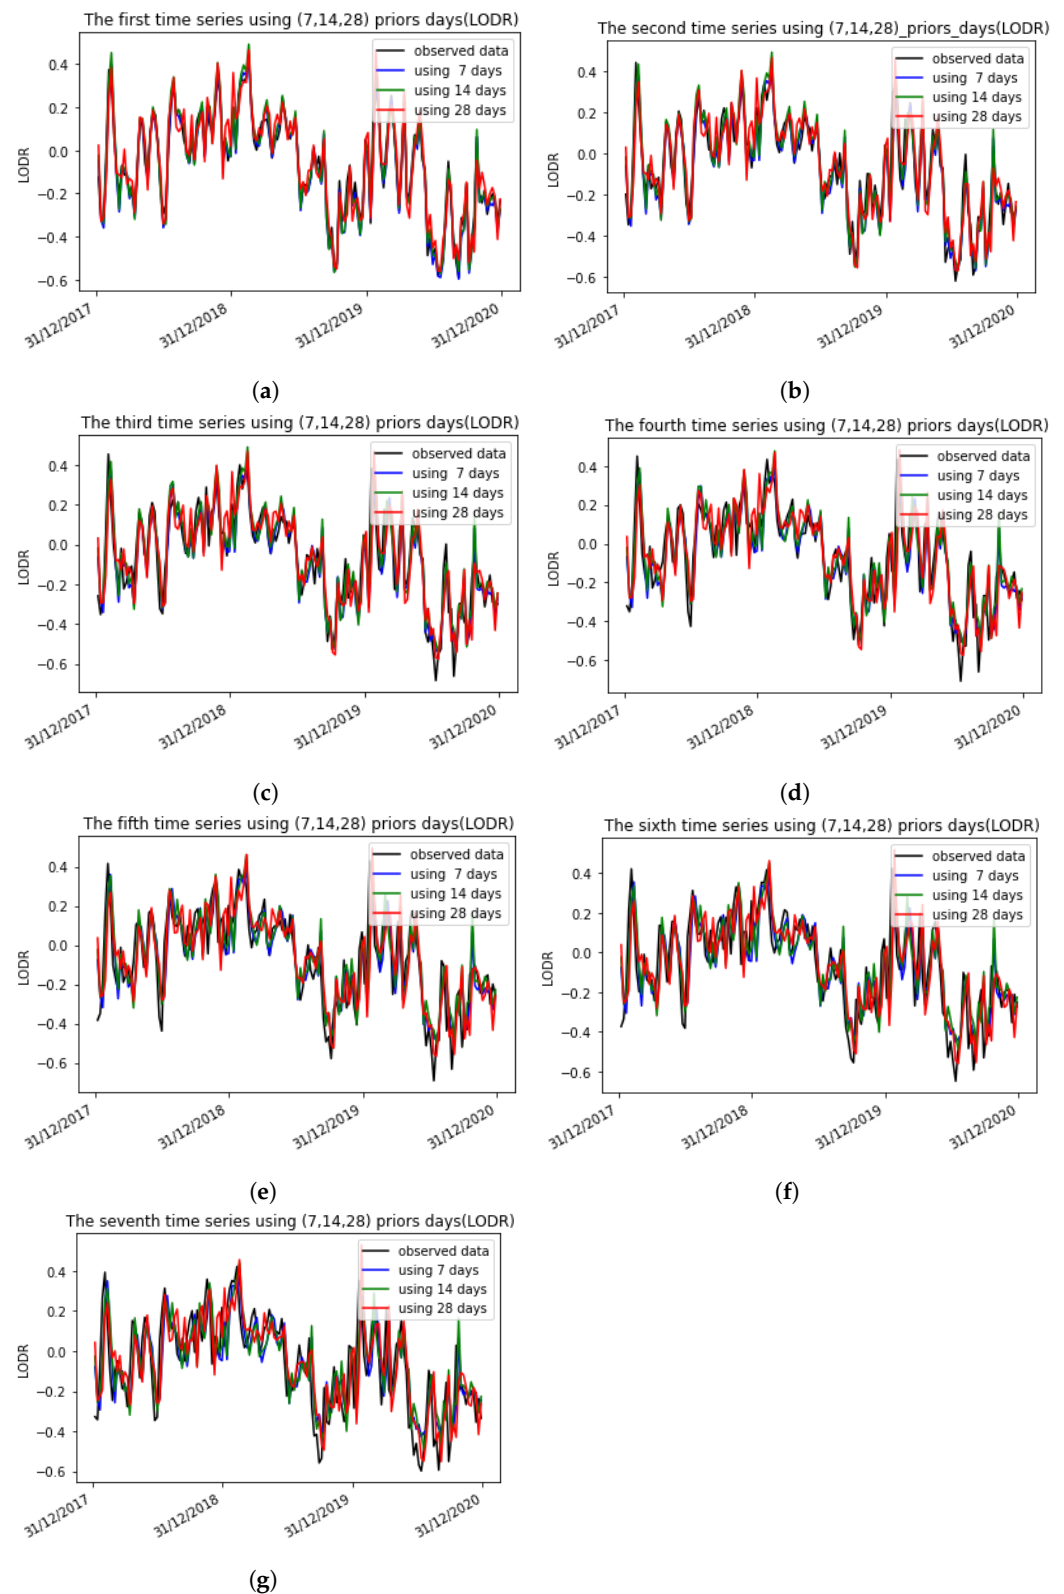 The first time series using (7,14,28) priors days(LODR)
observed data
using 7 days
using 14 days
using 28 days
LODR
0.4
0.2
0.0
−0.2
−0.4
−0.6
31/12/2017
31/12/2018
31/12/2019
31/12/2020
(a)
The second time series using (7,14,28)_priors_days(LODR)
observed data
using 7 days
using 14 days
using 28 days
LODR
0.4
0.2
0.0
−0.2
−0.4
−0.6
31/12/2017
31/12/2018
31/12/2019
31/12/2020
(b)
The third time series using (7,14,28) priors days(LODR)
observed data
using 7 days
using 14 days
using 28 days
LODR
0.4
0.2
0.0
−0.2
−0.4
−0.6
31/12/2017
31/12/2018
31/12/2019
31/12/2020
(c)
The fourth time series using (7,14,28) priors days(LODR)
observed data
using 7 days
using 14 days
using 28 days
LODR
0.4
0.2
0.0
−0.2
−0.4
−0.6
31/12/2017
31/12/2018
31/12/2019
31/12/2020
(d)
The fifth time series using (7,14,28) priors days(LODR)
observed data
using 7 days
using 14 days
using 28 days
LODR
0.4
0.2
0.0
−0.2
−0.4
−0.6
31/12/2017
31/12/2018
31/12/2019
31/12/2020
(e)
The sixth time series using (7,14,28) priors days(LODR)
observed data
using 7 days
using 14 days
using 28 days
LODR
0.4
0.2
0.0
−0.2
−0.4
−0.6
31/12/2017
31/12/2018
31/12/2019
31/12/2020
(f)
The seventh time series using (7,14,28) priors days(LODR)
observed data
using 7 days
using 14 days
using 28 days
LODR
0.4
0.2
0.0
−0.2
−0.4
−0.6
31/12/2017
31/12/2018
31/12/2019
31/12/2020
(g)